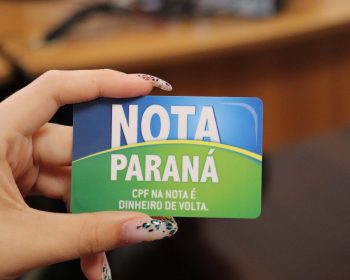 NOTA
PARANÁ
CPF NA NOTA É
DINHEIRO DE VOLTA.